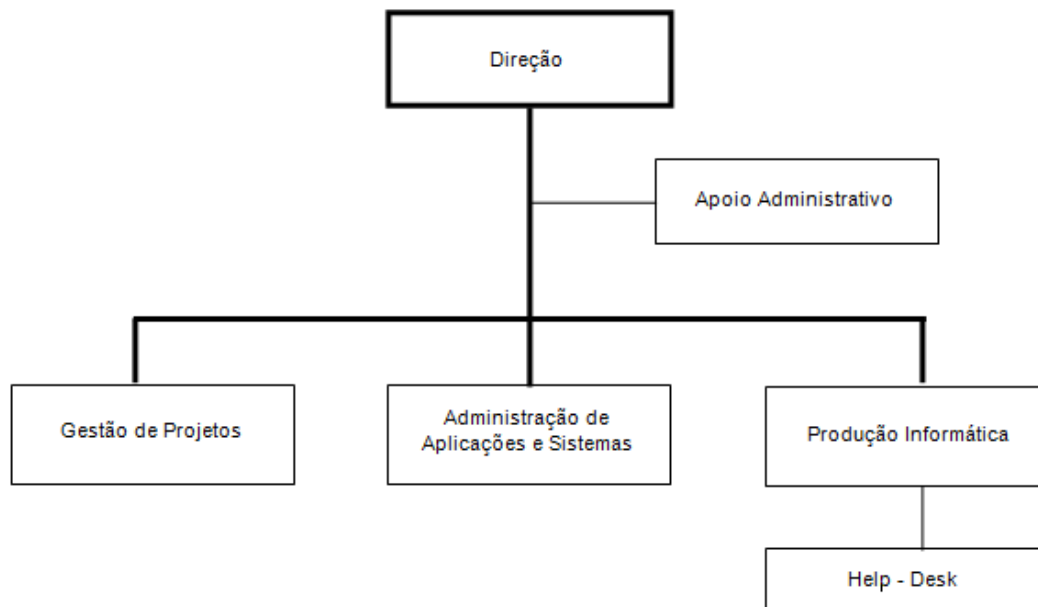 Direção
Apoio Administrativo
Gestão de Projetos
Administração de
Aplicações e Sistemas
Produção Informática
Help - Desk